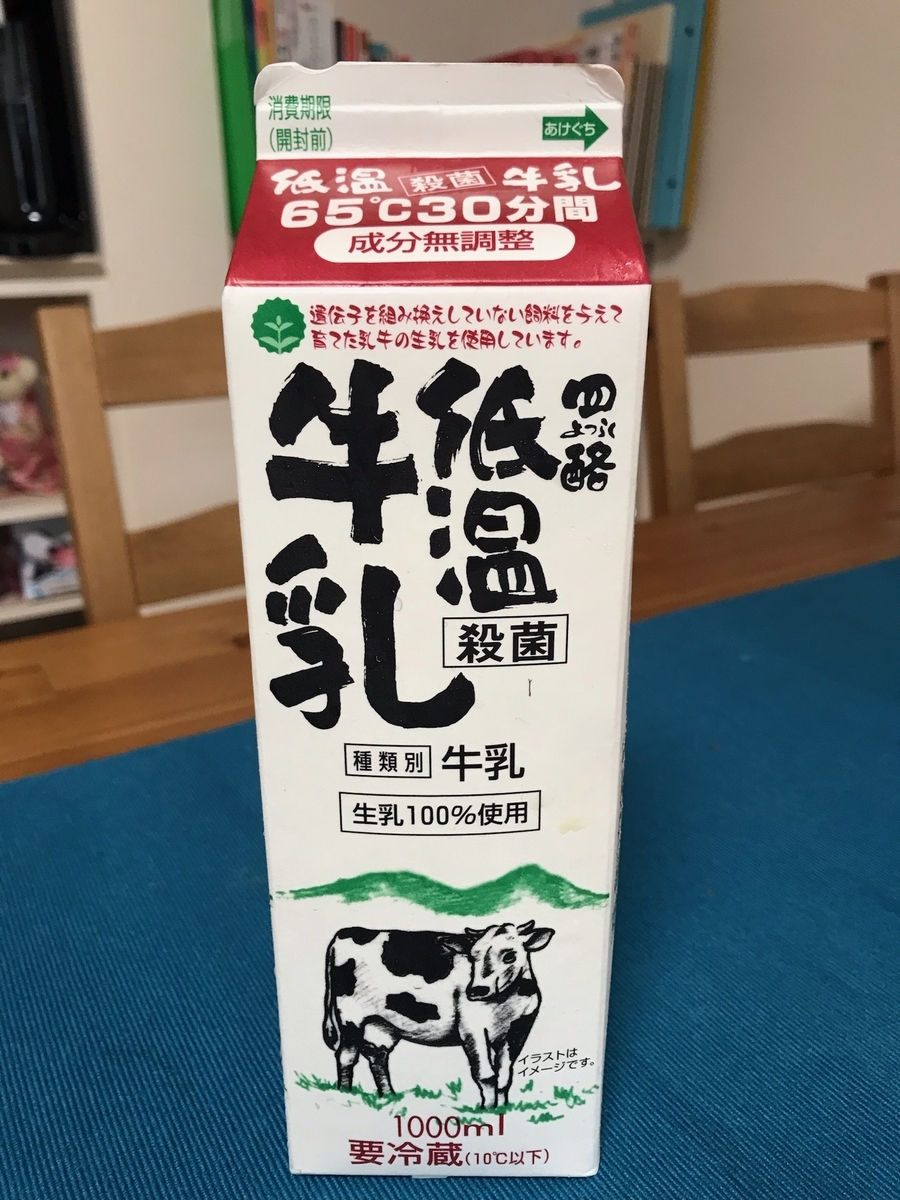 消費期限
(開封前)
あけぐち
低温 殺菌 牛乳
65℃30分間
成分無調整
遺伝子を組み換えしていない飼料を与えて
育てた乳牛の生乳を使用しています。
四酪
よつらく
低温
殺菌
牛乳
種類別 牛乳
生乳100%使用
イラストは
イメージです。
1000ml
要冷蔵(10℃以下)